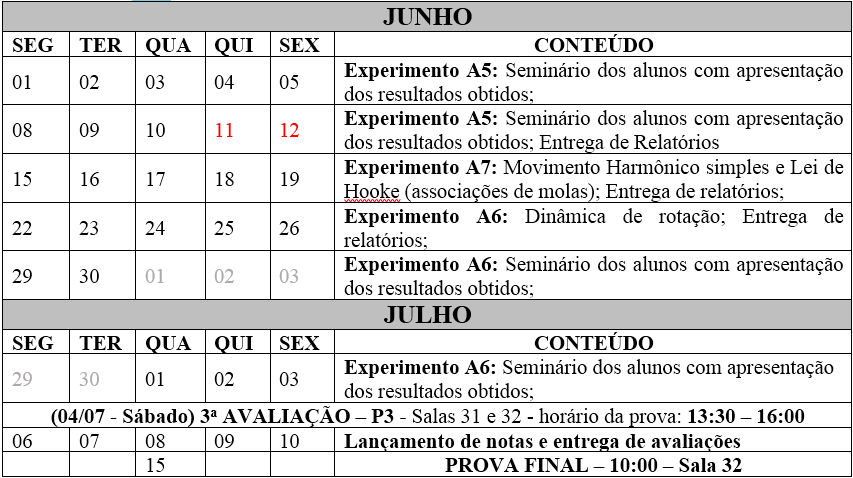 JUNHO
SEG TER QUA QUI SEX CONTEÚDO
01 02 03 04 05 Experimento A5: Seminário dos alunos com apresentação
dos resultados obtidos;
08 09 10 11 12 Experimento A5: Seminário dos alunos com apresentação
dos resultados obtidos; Entrega de Relatórios
15 16 17 18 19 Experimento A7: Movimento Harmônico simples e Lei de
Hooke (associações de molas); Entrega de relatórios;
22 23 24 25 26 Experimento A6: Dinâmica de rotação; Entrega de
relatórios;
29 30 01 02 03 Experimento A6: Seminário dos alunos com apresentação
dos resultados obtidos;
JULHO
SEG TER QUA QUI SEX CONTEÚDO
29 30 01 02 03 Experimento A6: Seminário dos alunos com apresentação
dos resultados obtidos;
(04/07 - Sábado) 3ª AVALIAÇÃO – P3 - Salas 31 e 32 - horário da prova: 13:30 – 16:00
06 07 08 09 10 Lançamento de notas e entrega de avaliações
15 PROVA FINAL – 10:00 – Sala 32